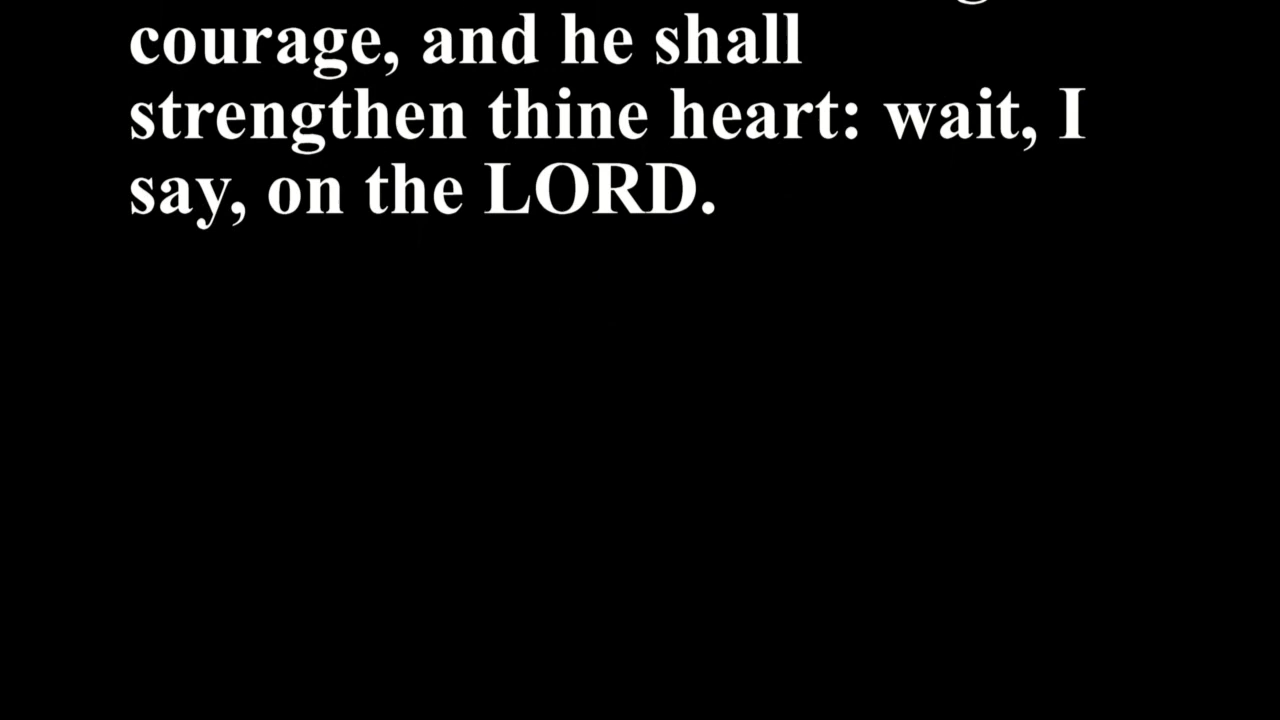 courage, and he shall
strengthen thine heart: wait, I
say, on the LORD.